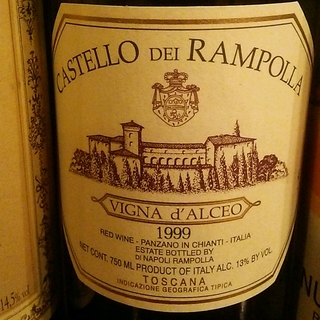 CASTELLO DEI RAMPOLLA
VIGNA d'ALCEO
1999
RED WINE - PANZANO IN CHIANTI - ITALIA
ESTATE BOTTLED BY
DI NAPOLI RAMPOLLA
NET CONT. 750 ML PRODUCT OF ITALY ALC. 13% BY VOL
TOSCANA
INDICAZIONE GEOGRAFICA TIPICA
14,5% vol